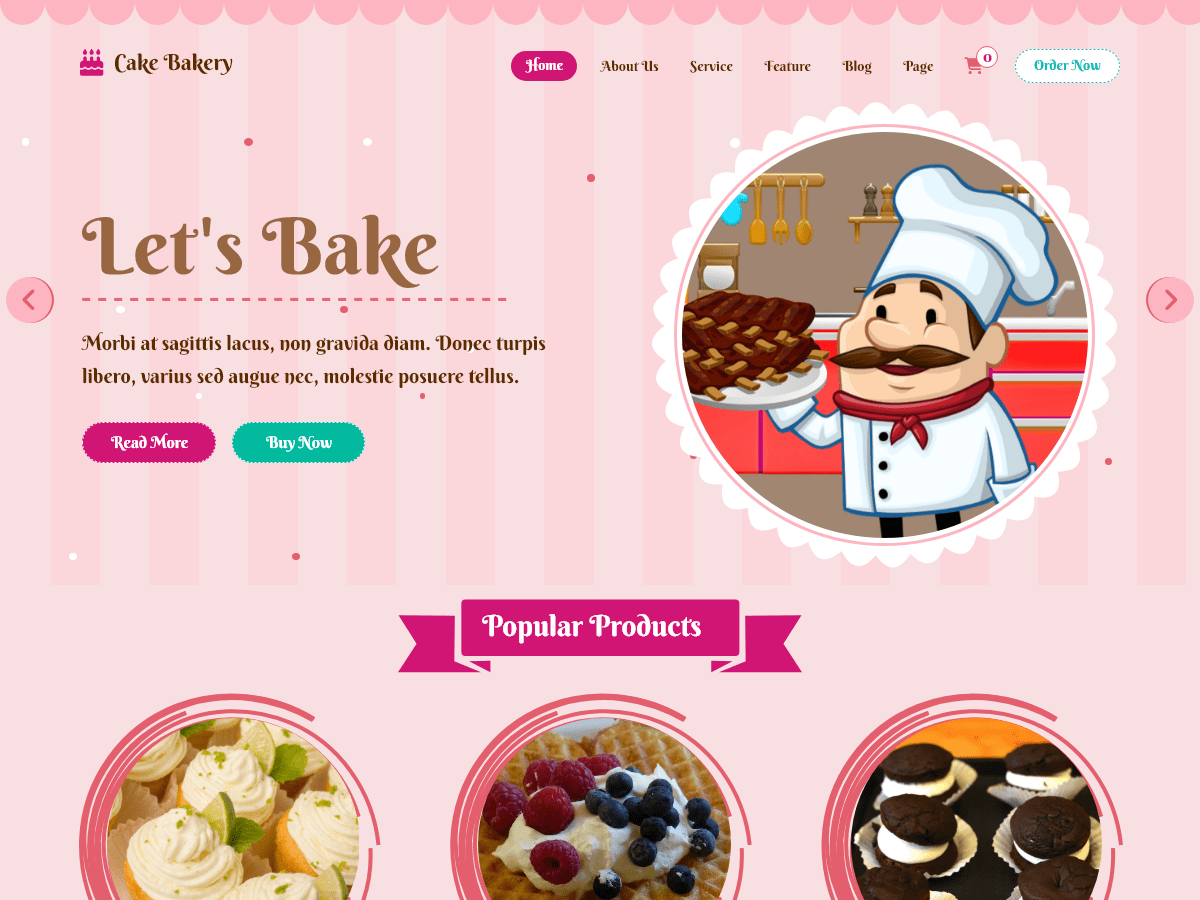 Cake Bakery
Home
About Us
Service
Feature
Blog
Page
0
Order Now
Let's Bake
Morbi at sagittis lacus, non gravida diam. Donec turpis
libero, varius sed augue nec, molestie posuere tellus.
Read More
Buy Now
Popular Products